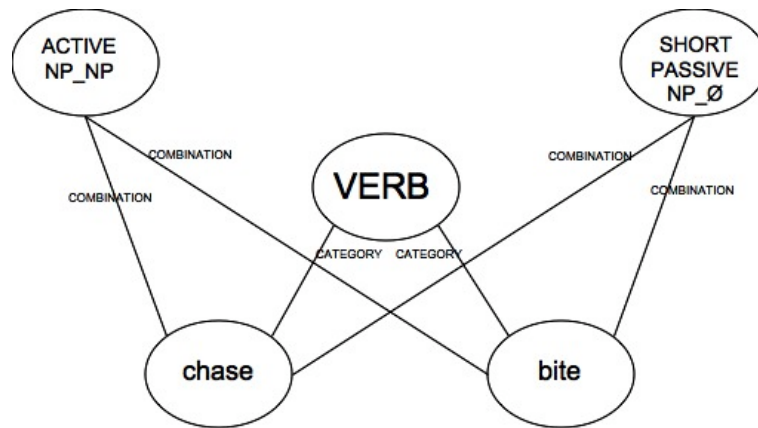 ACTIVE
NP_NP
SHORT
PASSIVE
NP_Ø
COMBINATION
COMBINATION
VERB
COMBINATION
COMBINATION
CATEGORY
CATEGORY
chase
bite